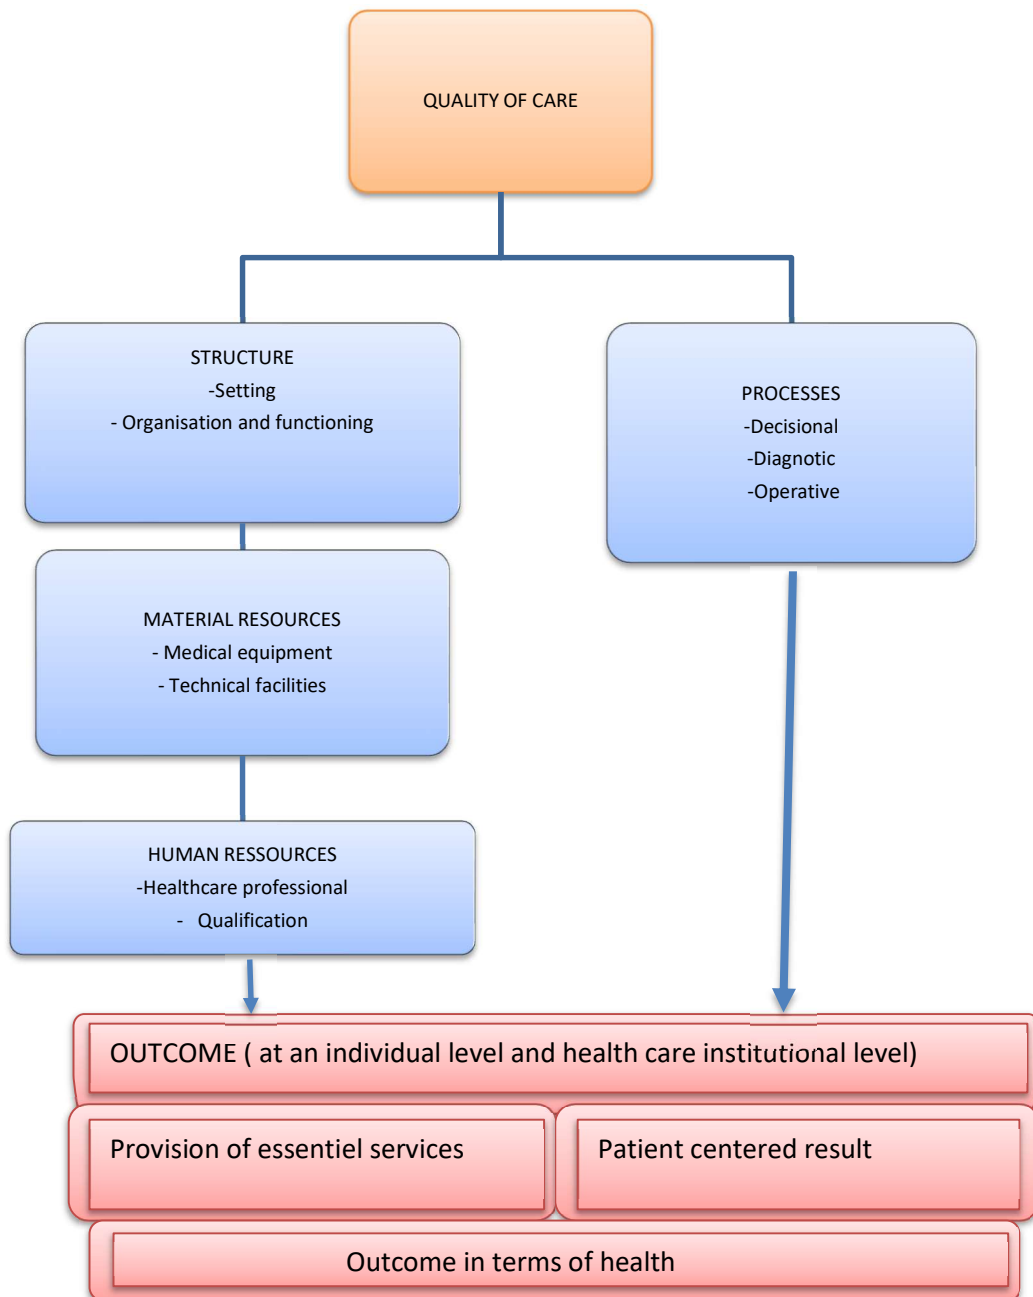 QUALITY OF CARE
STRUCTURE
-Setting
- Organisation and functioning
PROCESSES
-Decisional
-Diagnotic
-Operative
MATERIAL RESOURCES
- Medical equipment
- Technical facilities
HUMAN RESSOURCES
-Healthcare professional
- Qualification
OUTCOME ( at an individual level and health care institutional level)
Provision of essentiel services
Patient centered result
Outcome in terms of health